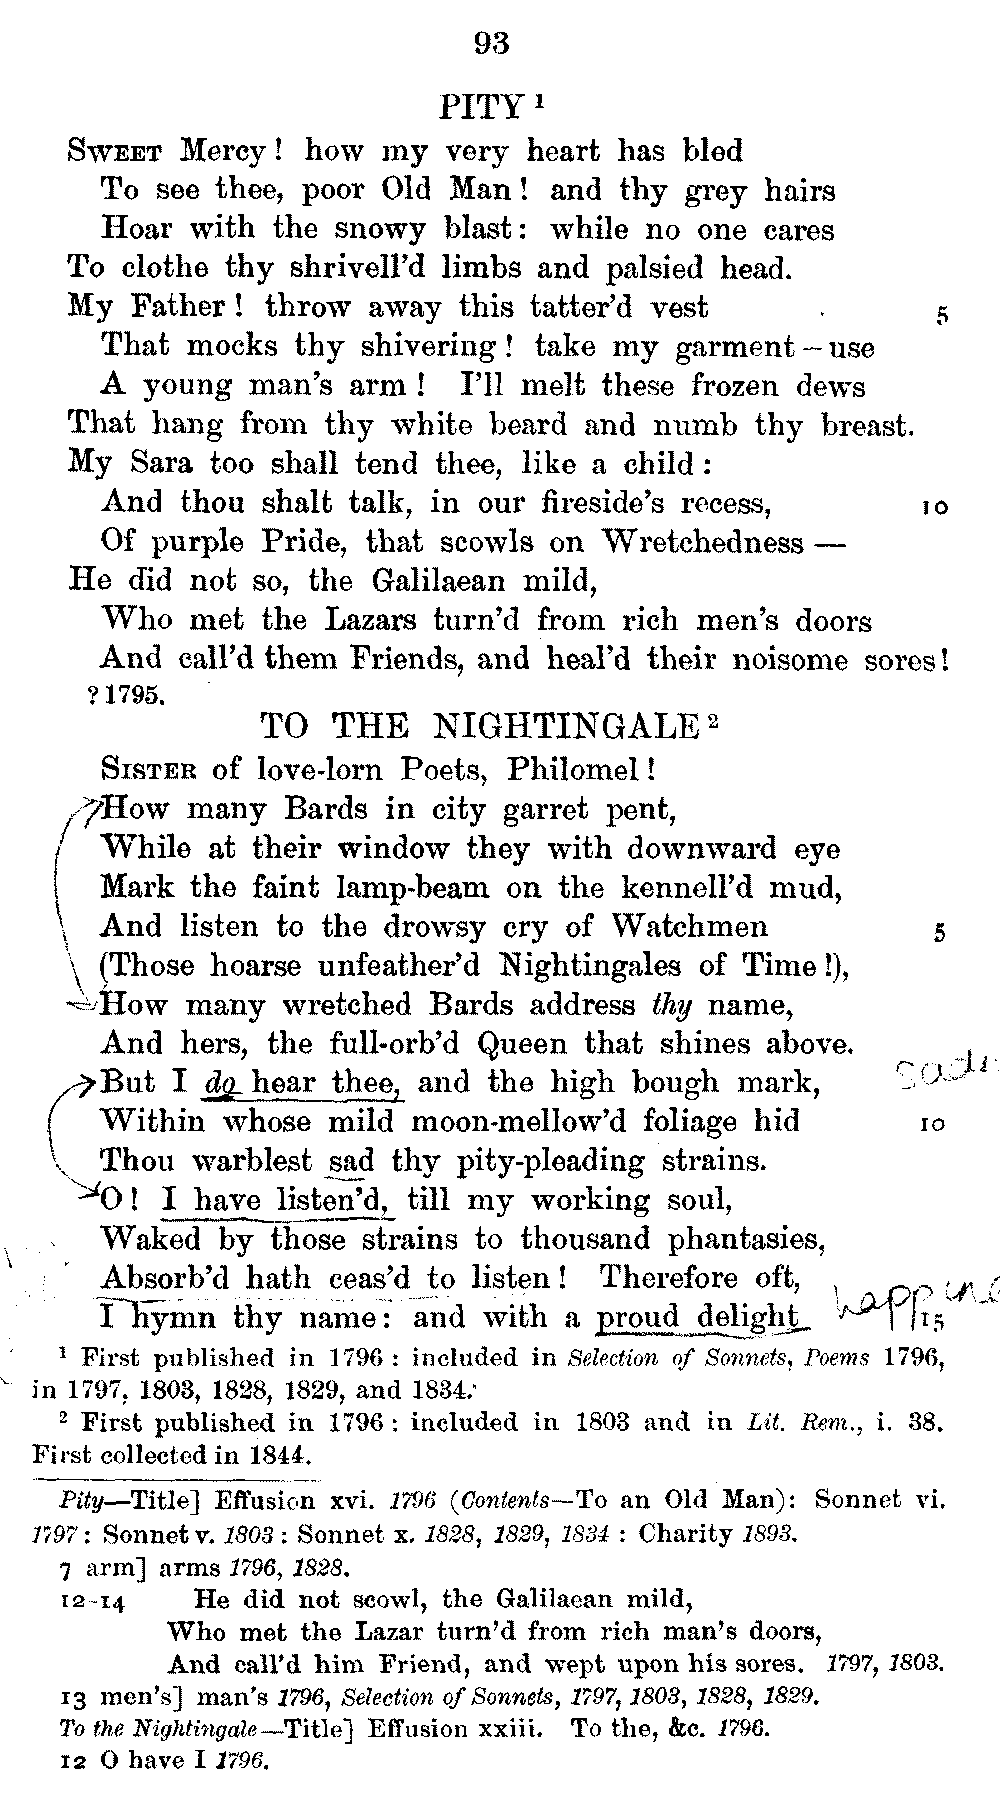 93
PITY ¹
SWEET Mercy! how my very heart has bled
To see thee, poor Old Man! and thy grey hairs
Hoar with the snowy blast: while no one cares
To clothe thy shrivell'd limbs and palsied head.
My Father! throw away this tatter'd vest 5
That mocks thy shivering! take my garment—use
A young man's arm! I'll melt these frozen dews
That hang from thy white beard and numb thy breast.
My Sara too shall tend thee, like a child:
And thou shalt talk, in our fireside's recess, 10
Of purple Pride, that scowls on Wretchedness—
He did not so, the Galilaean mild,
Who met the Lazars turn'd from rich men's doors
And call'd them Friends, and heal'd their noisome sores!
? 1795.
TO THE NIGHTINGALE ²
SISTER of love-lorn Poets, Philomel!
How many Bards in city garret pent,
While at their window they with downward eye
Mark the faint lamp-beam on the kennell'd mud,
And listen to the drowsy cry of Watchmen 5
(Those hoarse unfeather'd Nightingales of Time!),
How many wretched Bards address thy name,
And hers, the full-orb'd Queen that shines above.
But I do hear thee, and the high bough mark,
Within whose mild moon-mellow'd foliage hid 10
Thou warblest sad thy pity-pleading strains.
O! I have listen'd, till my working soul,
Waked by those strains to thousand phantasies,
Absorb'd hath ceas'd to listen! Therefore oft,
I hymn thy name: and with a proud delight 15
¹ First published in 1796: included in Selection of Sonnets, Poems 1796,
in 1797, 1803, 1828, 1829, and 1834.
² First published in 1796: included in 1803 and in Lit. Rem., i. 38.
First collected in 1844.
Pity—Title] Effusion xvi. 1796 (Contents—To an Old Man): Sonnet vi.
1797: Sonnet v. 1803: Sonnet x. 1828, 1829, 1834: Charity 1893.
7 arm] arms 1796, 1828.
12-14 He did not scowl, the Galilaean mild,
Who met the Lazar turn'd from rich man's doors,
And call'd him Friend, and wept upon his sores. 1797, 1803.
13 men's] man's 1796, Selection of Sonnets, 1797, 1803, 1828, 1829.
To the Nightingale—Title] Effusion xxiii. To the, &c. 1796.
12 O have I 1796.